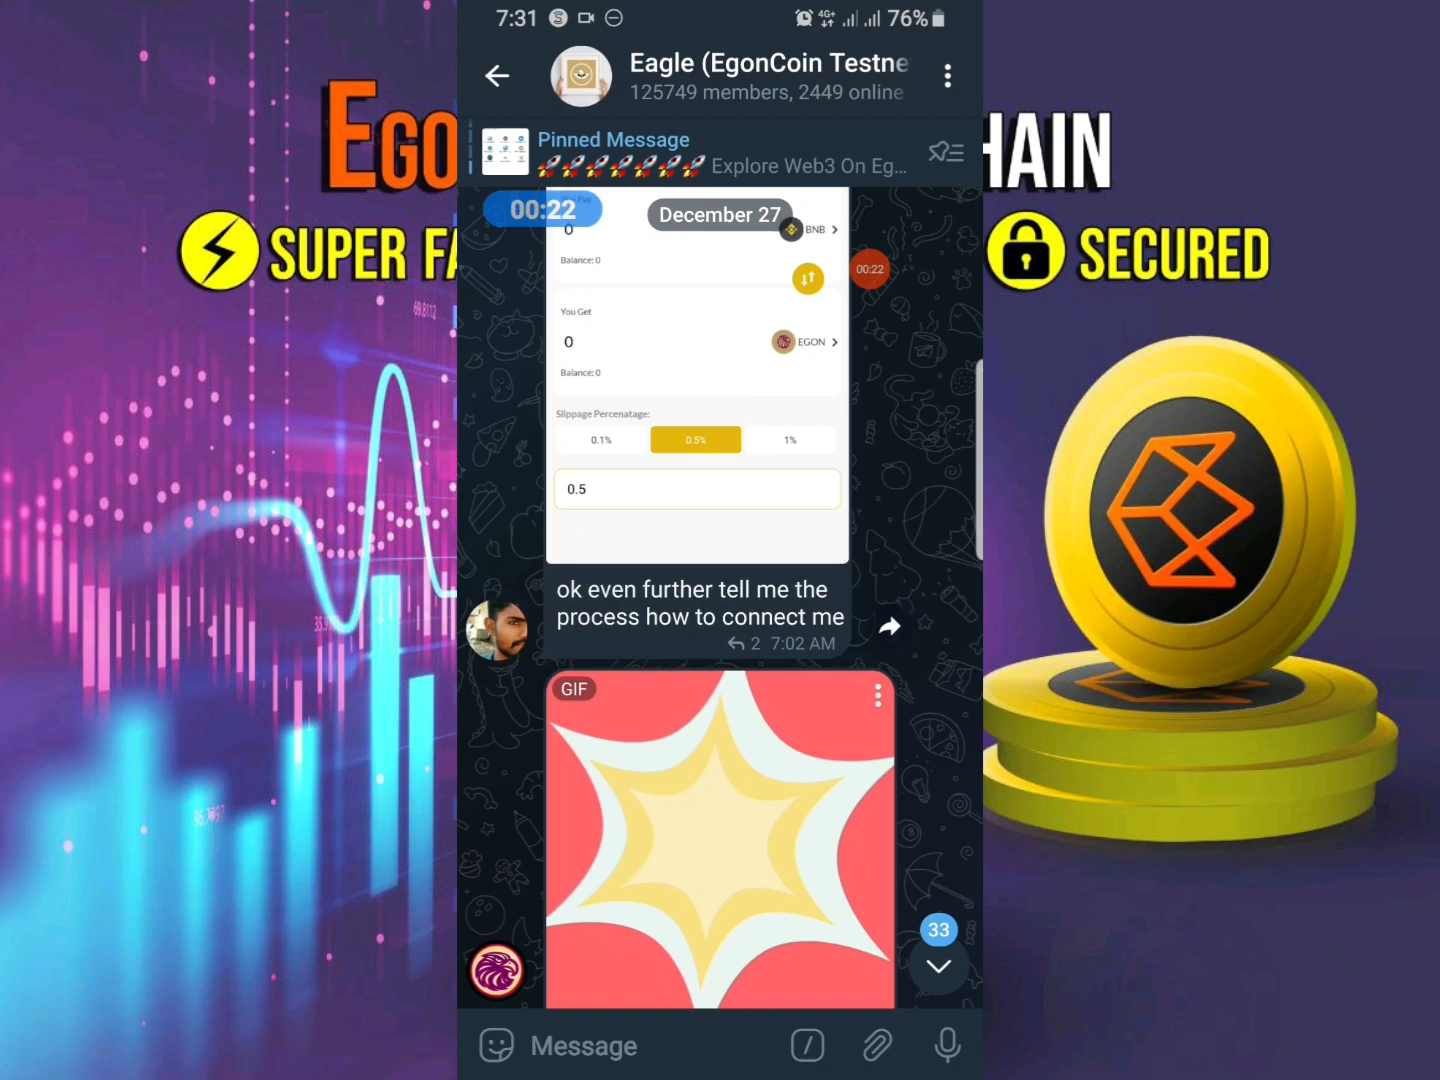 7:31
4G+
76%
Eagle (EgonCoin Testne
125749 members, 2449 online
EGO
HAIN
Pinned Message
🚀🚀🚀🚀🚀🚀🚀 Explore Web3 On Eg...
00:22
December 27
0
BNB
SUPER FA
SECURED
Balance: 0
00:22
You Get
0
EGON
Balance: 0
Slippage Percenatage:
0.1%
0.5%
1%
0.5
ok even further tell me the
process how to connect me
2 7:02 AM
GIF
33
Message